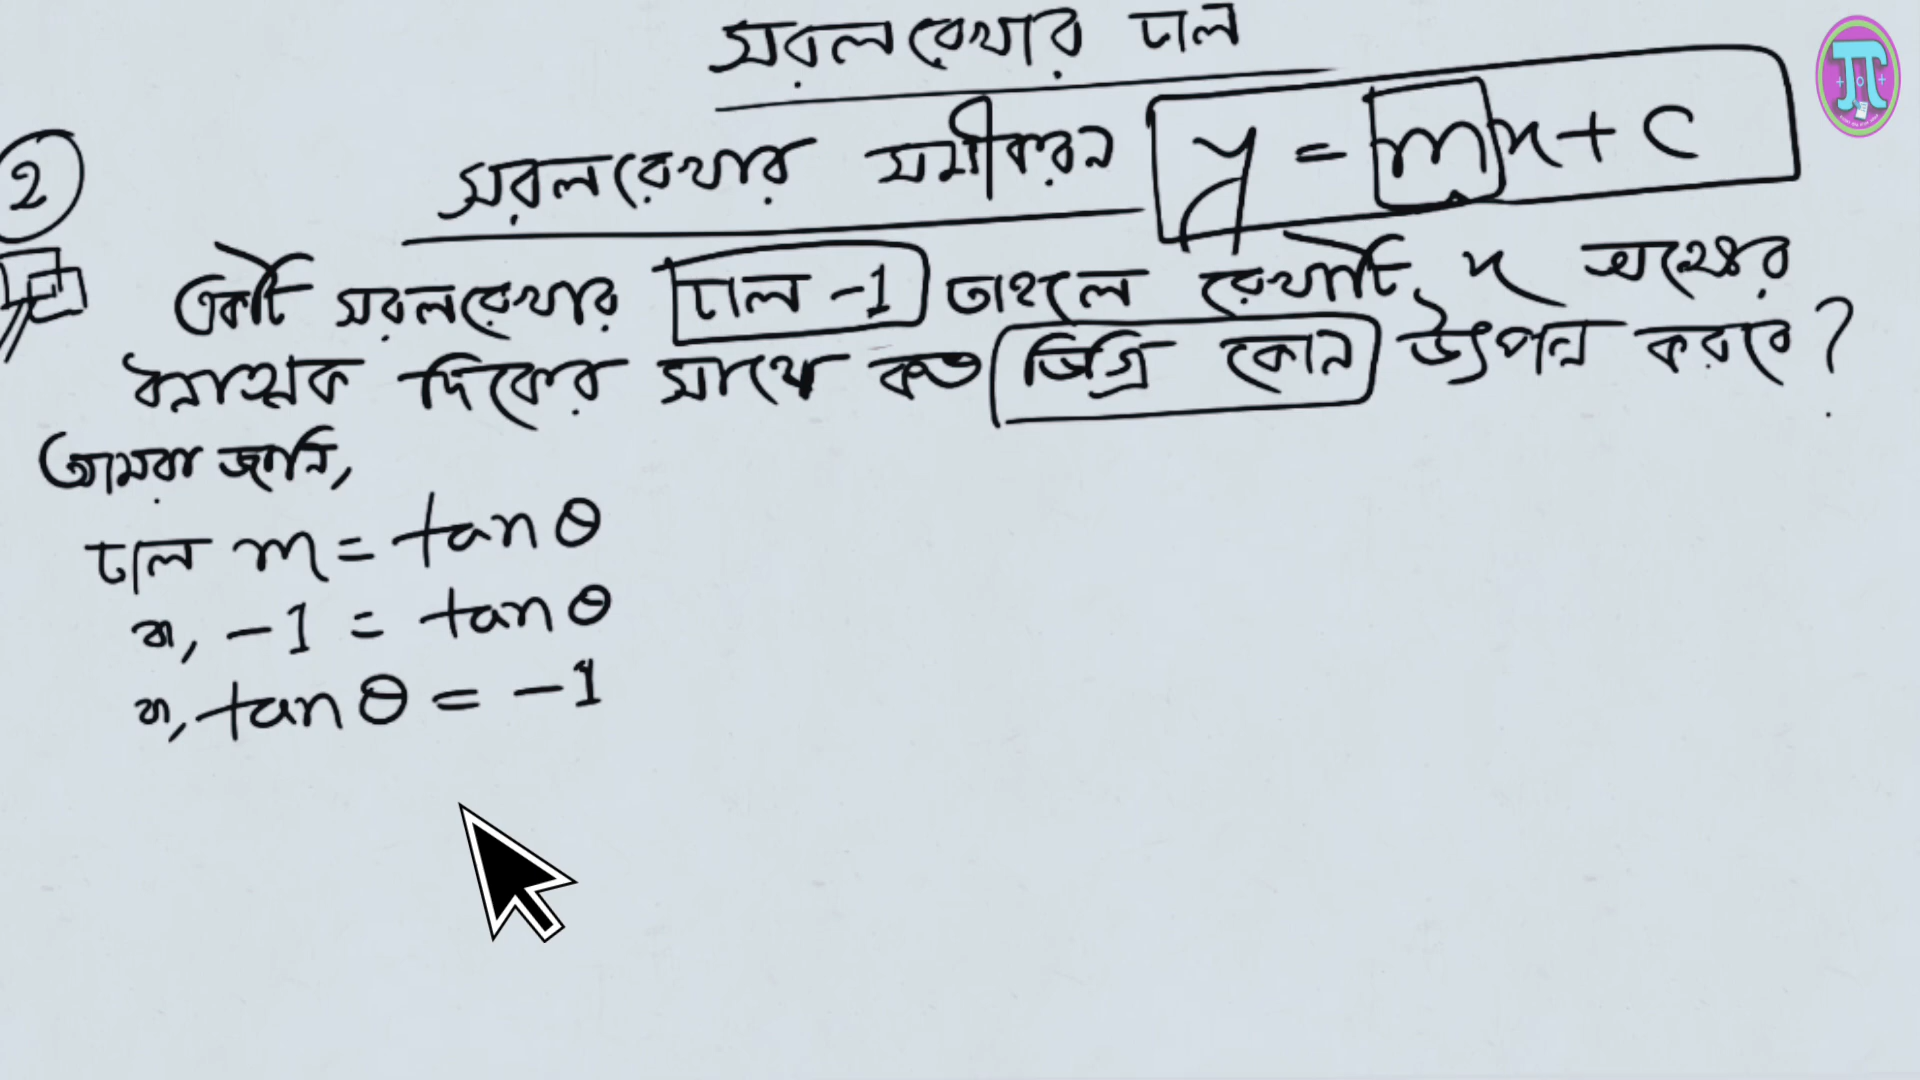 সরলরেখার ঢাল
২
সরলরেখার সমীকরন y = mx + c
একটি সরলরেখার ঢাল -1 তাহলে রেখাটি x অক্ষের
ধনাত্মক দিকের সাথে কত ডিগ্রি কোন উৎপন্ন করবে?
আমরা জানি,
ঢাল m = tan θ
বা, -1 = tan θ
বা, tan θ = -1